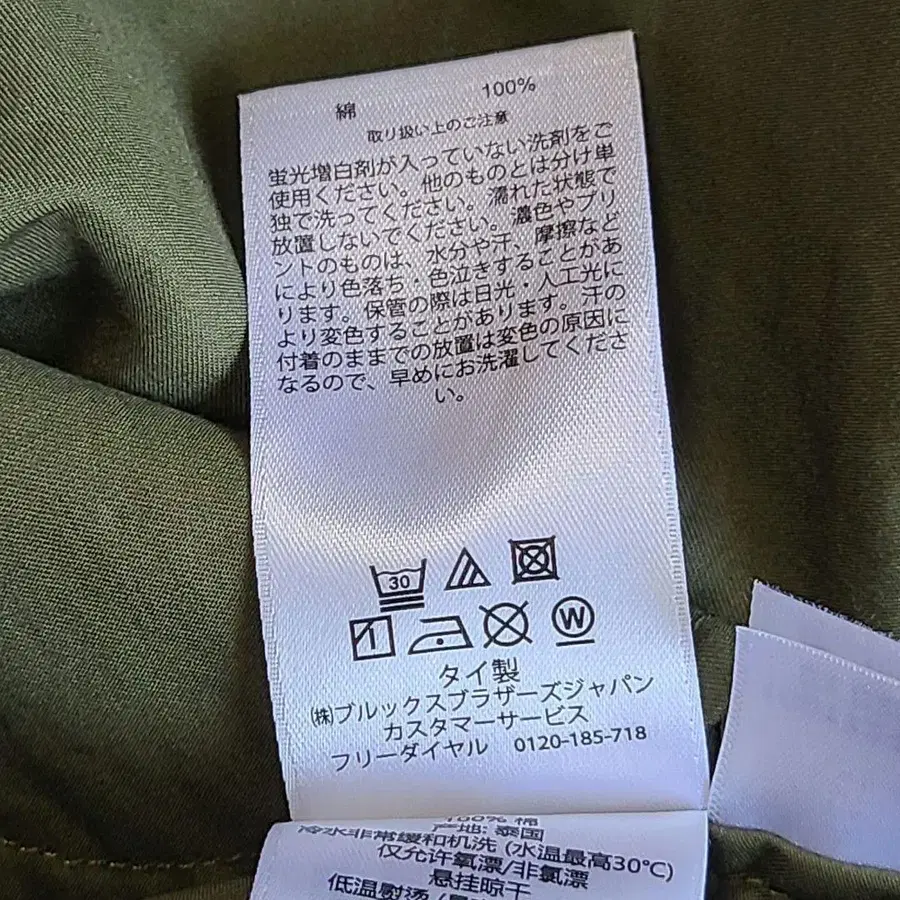 綿 100%
取り扱い上のご注意
蛍光増白剤が入っていない洗剤をご
使用ください。他のものとは分け単
独で洗ってください。濡れた状態で
放置しないでください。濃色やプリ
ントのものは、水分や汗、摩擦など
により色落ち・色泣きすることがあ
ります。保管の際は日光・人工光に
より変色することがあります。汗の
付着のままでの放置は変色の原因に
なるので、早めにお洗濯してくださ
い。
30
W
タイ製
(株)ブルックスブラザーズジャパン
カスタマーサービス
フリーダイヤル 0120-185-718
100% 棉
产地: 泰国
冷水非常缓和机洗 (水温最高30°C)
仅允许氧漂/非氯漂
悬挂晾干
低温熨烫/